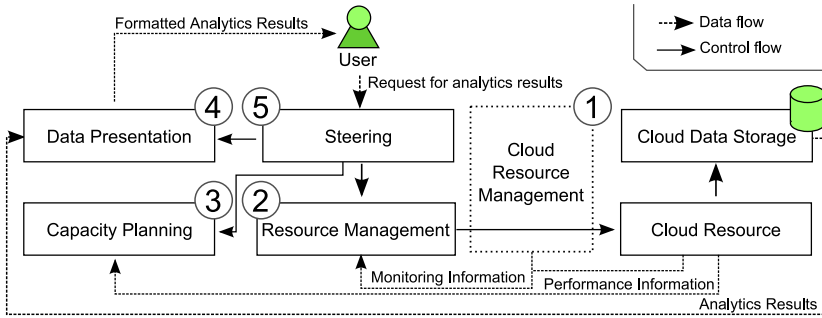 Formatted Analytics Results
User
Data flow
Control flow
Request for analytics results
4
5
1
Data Presentation
Steering
Cloud
Resource
Management
Cloud Data Storage
3
2
Capacity Planning
Resource Management
Cloud Resource
Monitoring Information
Performance Information
Analytics Results